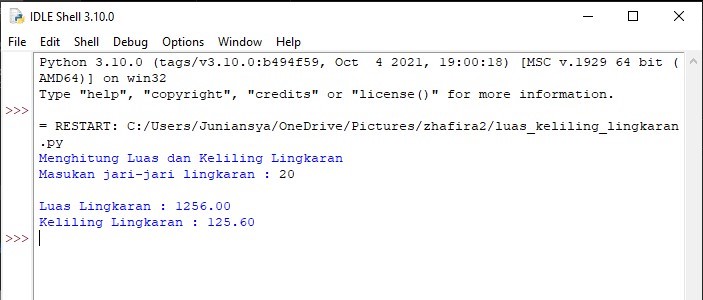 IDLE Shell 3.10.0
File Edit Shell Debug Options Window Help
Python 3.10.0 (tags/v3.10.0:b494f59, Oct  4 2021, 19:00:18) [MSC v.1929 64 bit (
AMD64)] on win32
Type "help", "copyright", "credits" or "license()" for more information.
>>>
= RESTART: C:/Users/Juniansya/OneDrive/Pictures/zhafira2/luas_keliling_lingkaran
.py
Menghitung Luas dan Keliling Lingkaran
Masukan jari-jari lingkaran : 20
Luas Lingkaran : 1256.00
Keliling Lingkaran : 125.60
>>>